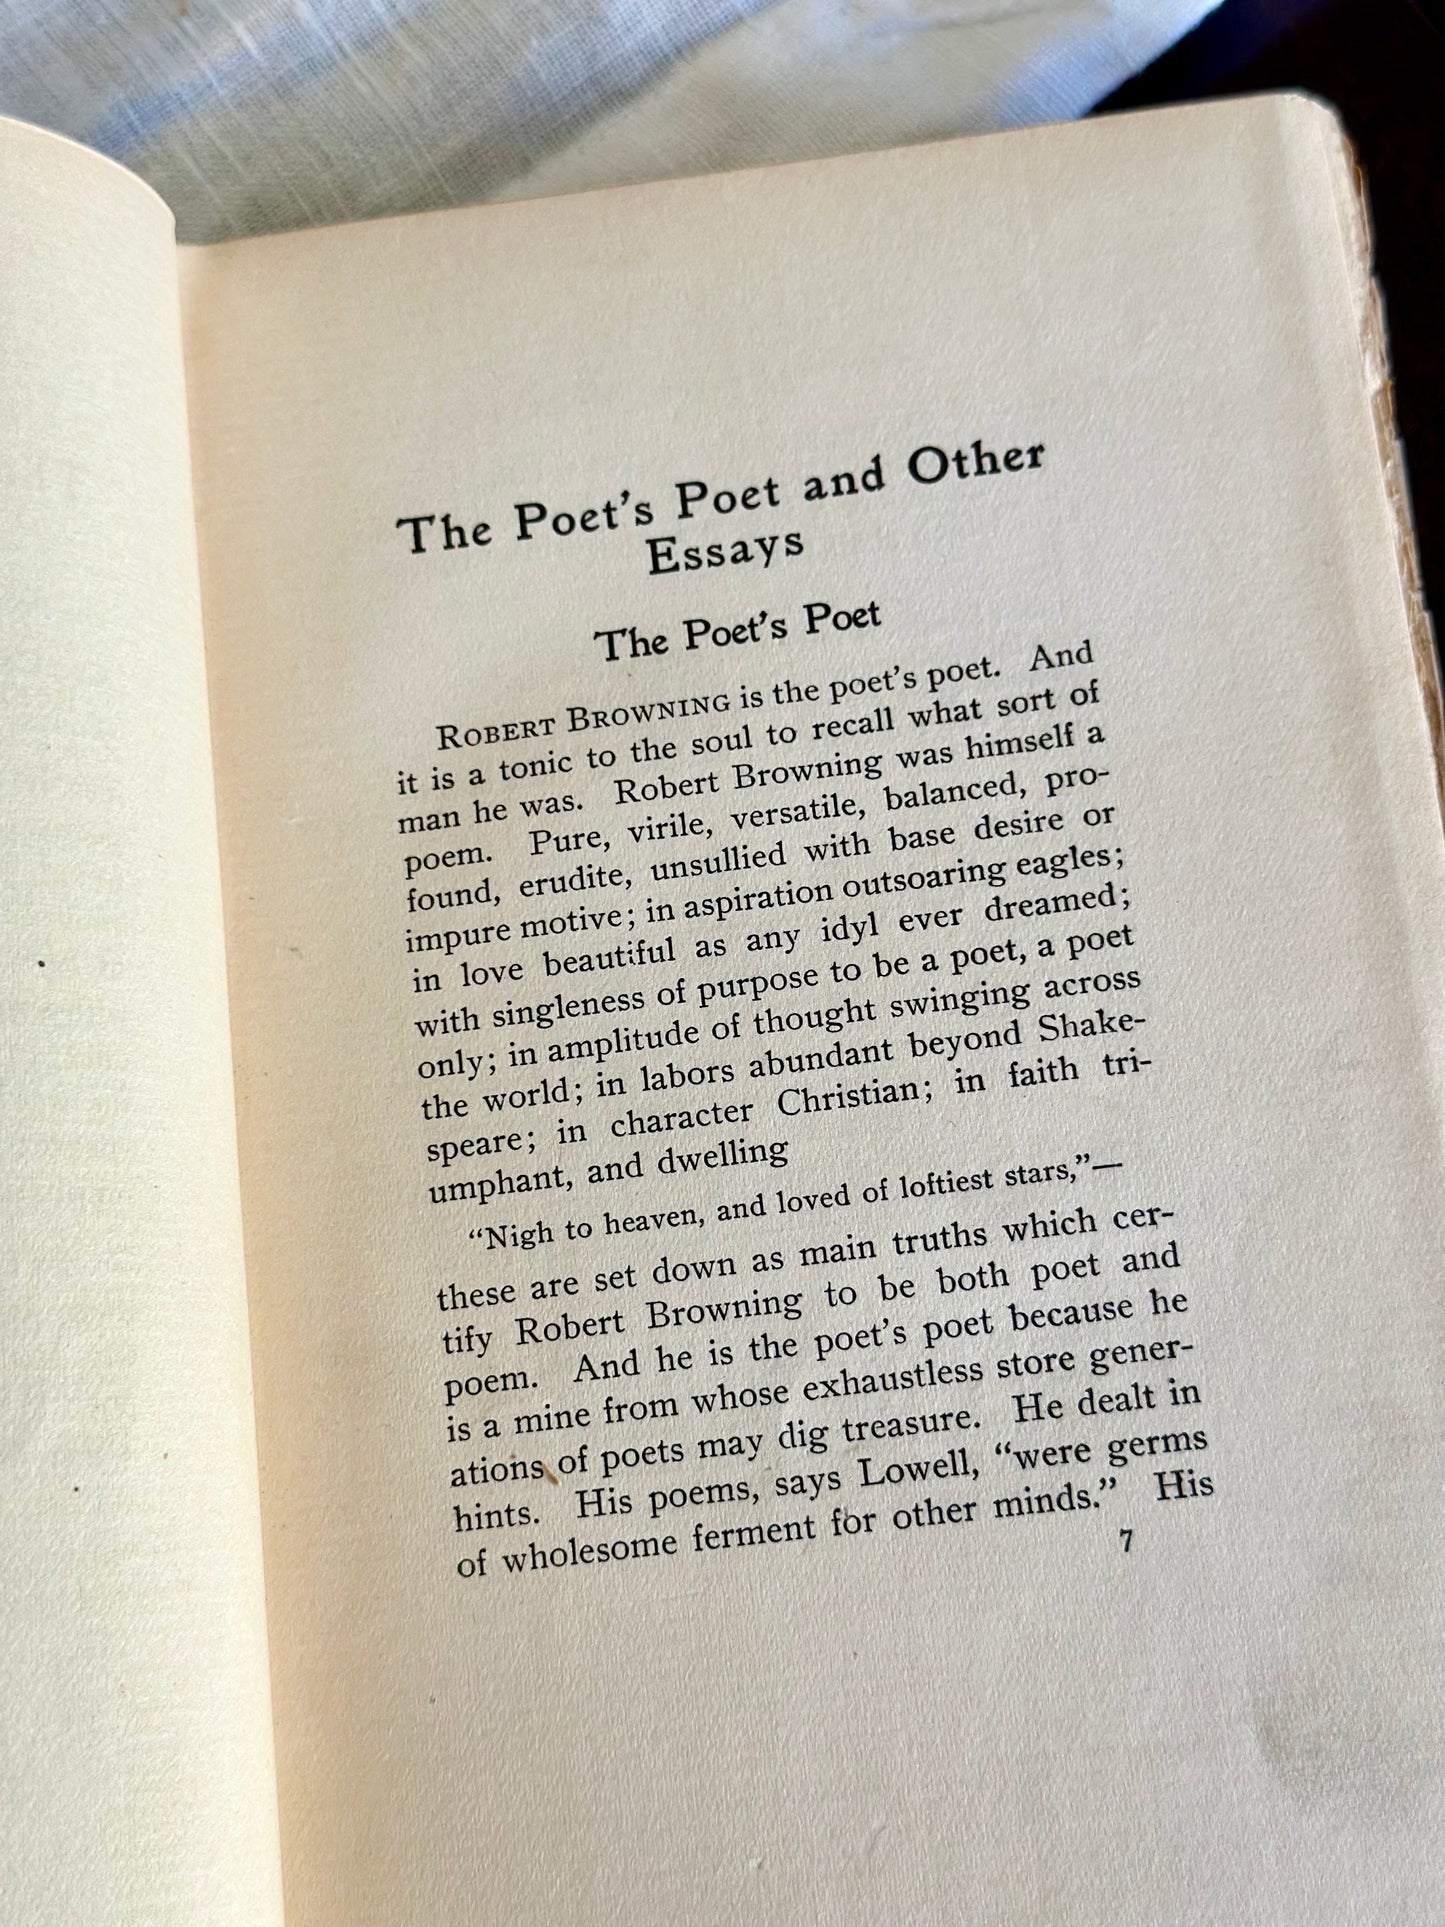 The Poet's Poet and Other
Essays
The Poet's Poet
ROBERT BROWNING is the poet's poet. And
it is a tonic to the soul to recall what sort of
man he was. Robert Browning was himself a
poem. Pure, virile, versatile, balanced, pro-
found, erudite, unsullied with base desire or
impure motive; in aspiration outsoaring eagles;
in love beautiful as any idyl ever dreamed;
with singleness of purpose to be a poet, a poet
only; in amplitude of thought swinging across
the world; in labors abundant beyond Shake-
speare; in character Christian; in faith tri-
umphant, and dwelling
“Nigh to heaven, and loved of loftiest stars,”—
these are set down as main truths which cer-
tify Robert Browning to be both poet and
poem. And he is the poet's poet because he
is a mine from whose exhaustless store gener-
ations of poets may dig treasure. He dealt in
hints. His poems, says Lowell, “were germs
of wholesome ferment for other minds.” His
7